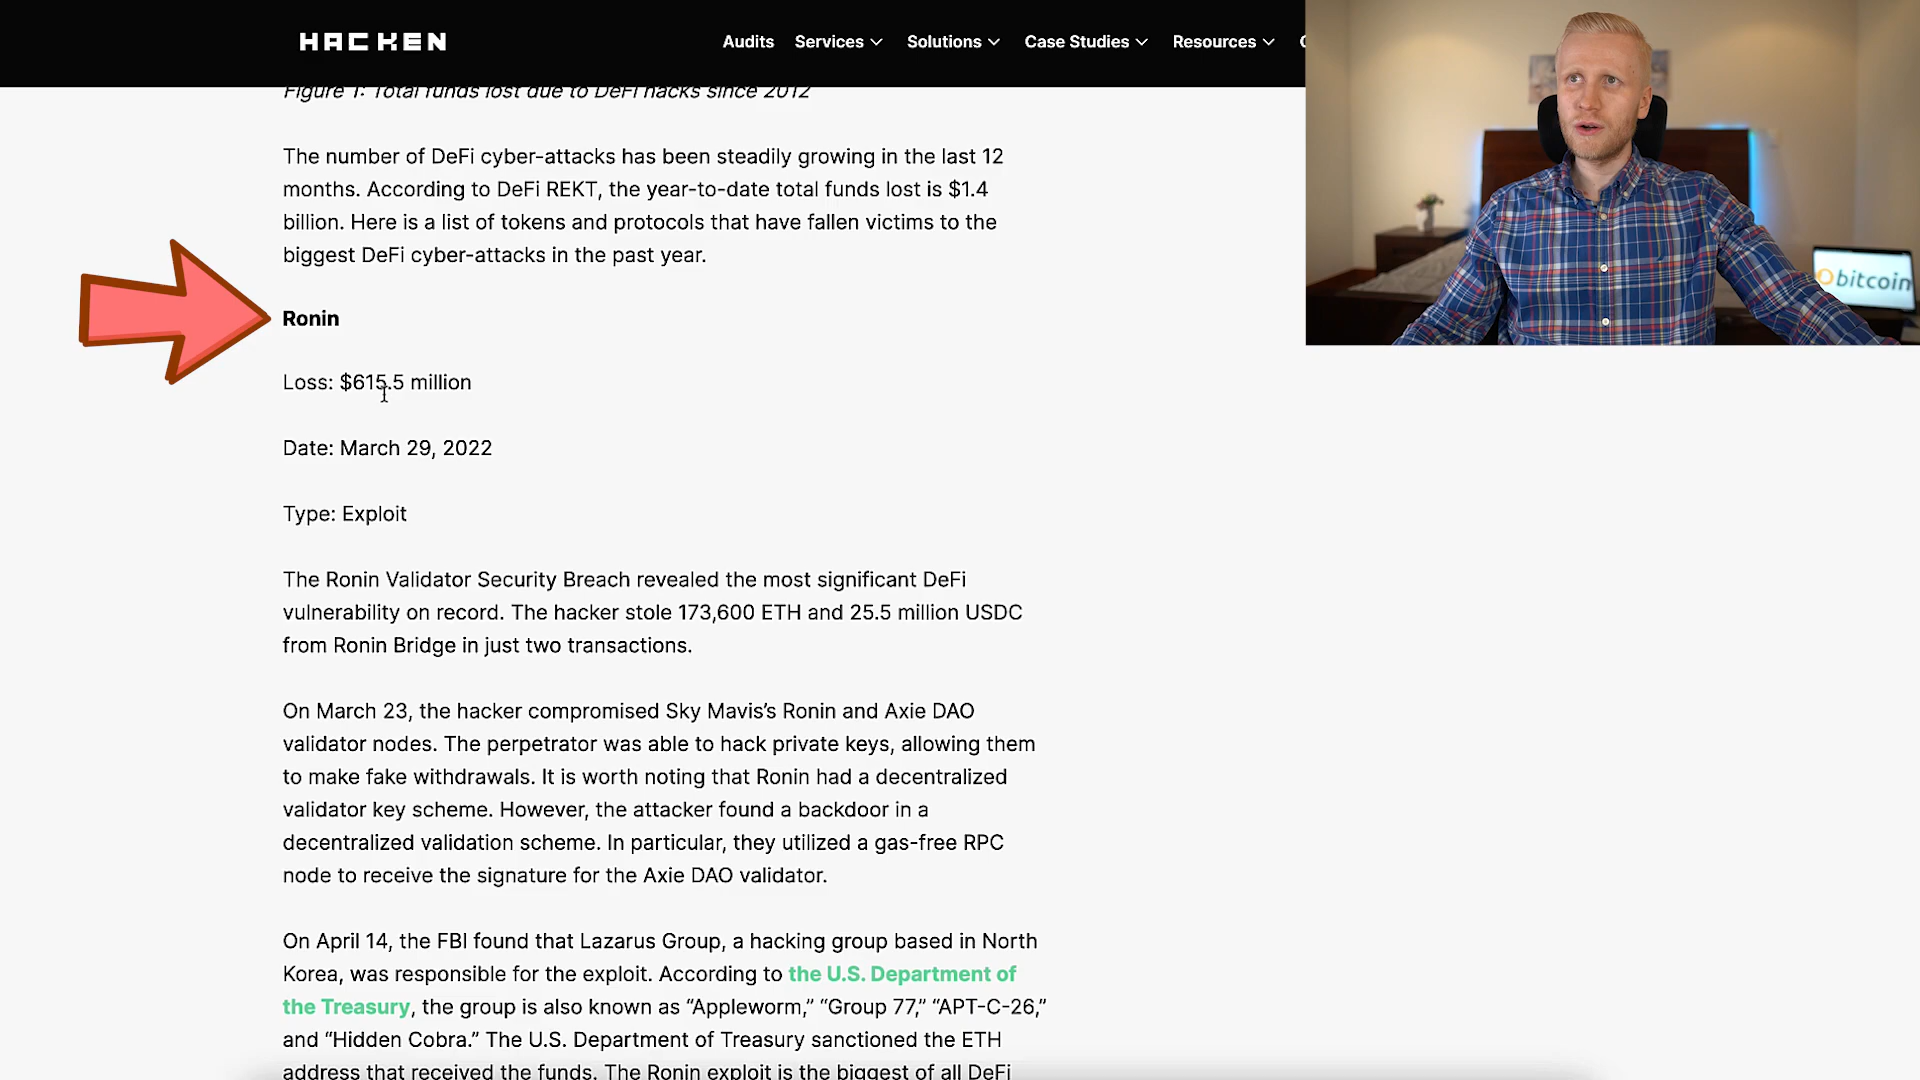 HACKEN
Audits Services Solutions Case Studies Resources
Figure 1: Total funds lost due to DeFi hacks since 2012
The number of DeFi cyber-attacks has been steadily growing in the last 12
months. According to DeFi REKT, the year-to-date total funds lost is $1.4
billion. Here is a list of tokens and protocols that have fallen victims to the
biggest DeFi cyber-attacks in the past year.
Ronin
Loss: $615.5 million
Date: March 29, 2022
Type: Exploit
The Ronin Validator Security Breach revealed the most significant DeFi
vulnerability on record. The hacker stole 173,600 ETH and 25.5 million USDC
from Ronin Bridge in just two transactions.
On March 23, the hacker compromised Sky Mavis’s Ronin and Axie DAO
validator nodes. The perpetrator was able to hack private keys, allowing them
to make fake withdrawals. It is worth noting that Ronin had a decentralized
validator key scheme. However, the attacker found a backdoor in a
decentralized validation scheme. In particular, they utilized a gas-free RPC
node to receive the signature for the Axie DAO validator.
On April 14, the FBI found that Lazarus Group, a hacking group based in North
Korea, was responsible for the exploit. According to the U.S. Department of
the Treasury, the group is also known as “Appleworm,” “Group 77,” “APT-C-26,”
and “Hidden Cobra.” The U.S. Department of Treasury sanctioned the ETH
address that received the funds. The Ronin exploit is the biggest of all DeFi
bitcoin